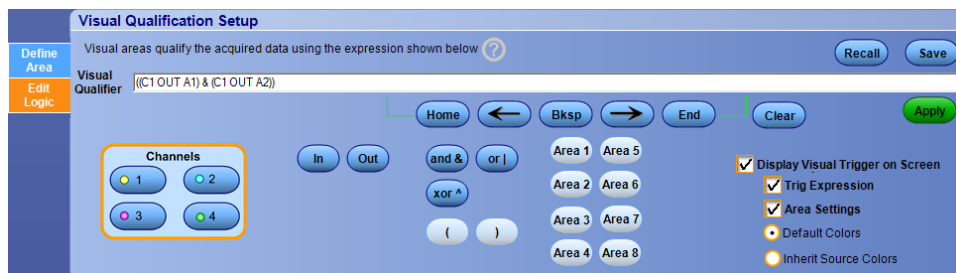 Visual Qualification Setup
Define Area
Edit Logic
Visual areas qualify the acquired data using the expression shown below ?
Recall Save
Visual Qualifier ((C1 OUT A1) & (C1 OUT A2))
Home ← Bksp → End Clear Apply
Channels
1 2
3 4
In Out
and & or |
xor ^
( )
Area 1 Area 5
Area 2 Area 6
Area 3 Area 7
Area 4 Area 8
Display Visual Trigger on Screen
Trig Expression
Area Settings
Default Colors
Inherit Source Colors